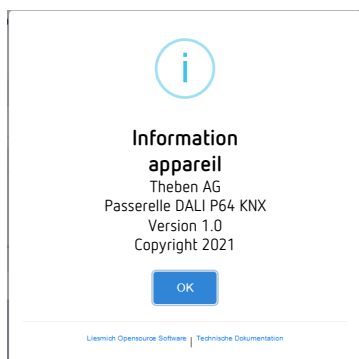 i
Information
appareil
Theben AG
Passerelle DALI P64 KNX
Version 1.0
Copyright 2021
OK
Liesmich Opensource Software | Technische Dokumentation